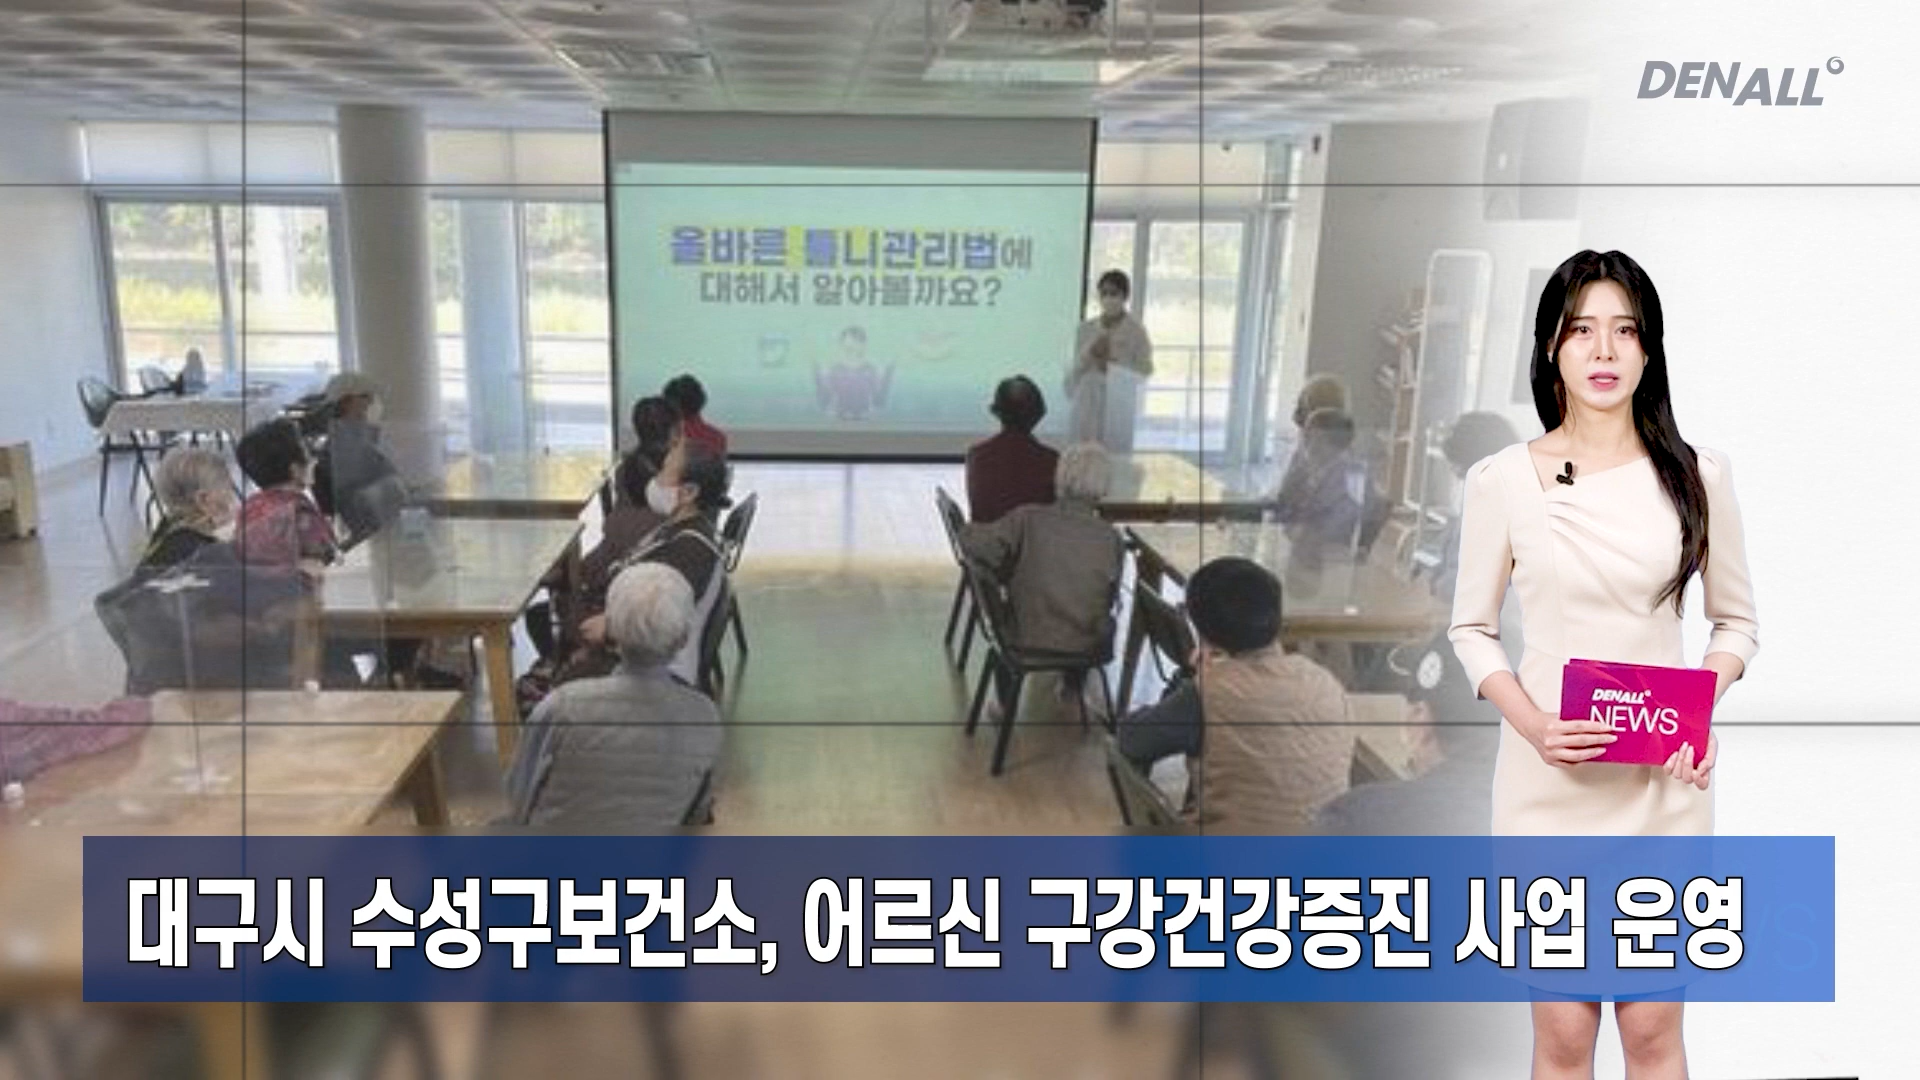 DENALL
올바른 틀니관리법에
대해서 알아볼까요?
DENALL
NEWS
대구시 수성구보건소, 어르신 구강건강증진 사업 운영